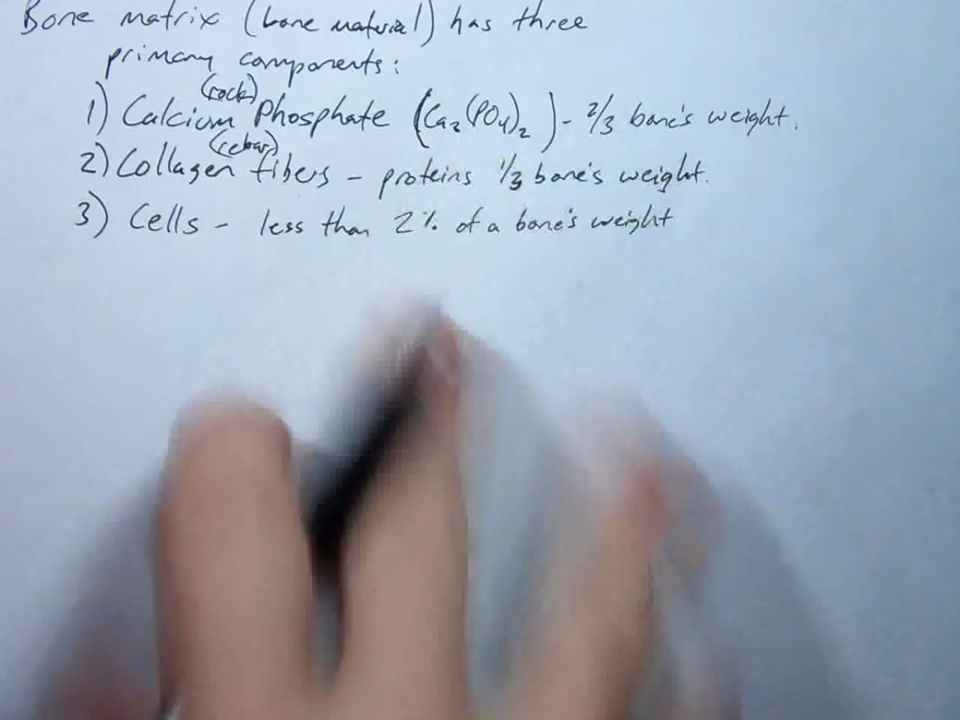 Bone matrix (bone material) has three
primary components:
(rock)
1) Calcium Phosphate (Ca₂(PO₄)₂) - 2/3 bone's weight.
(rebar)
2) Collagen fibers - proteins 1/3 bone's weight.
3) Cells - less than 2% of a bone's weight